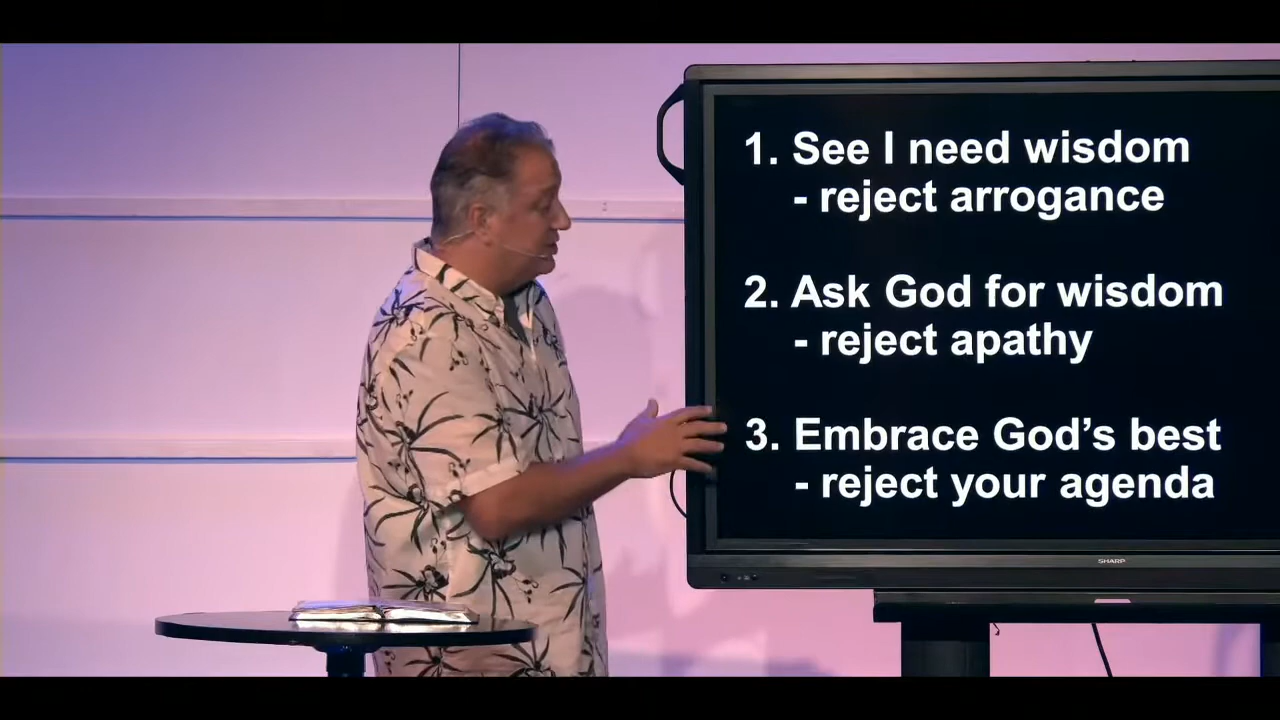 1. See I need wisdom
- reject arrogance
2. Ask God for wisdom
- reject apathy
3. Embrace God’s best
- reject your agenda
SHARP